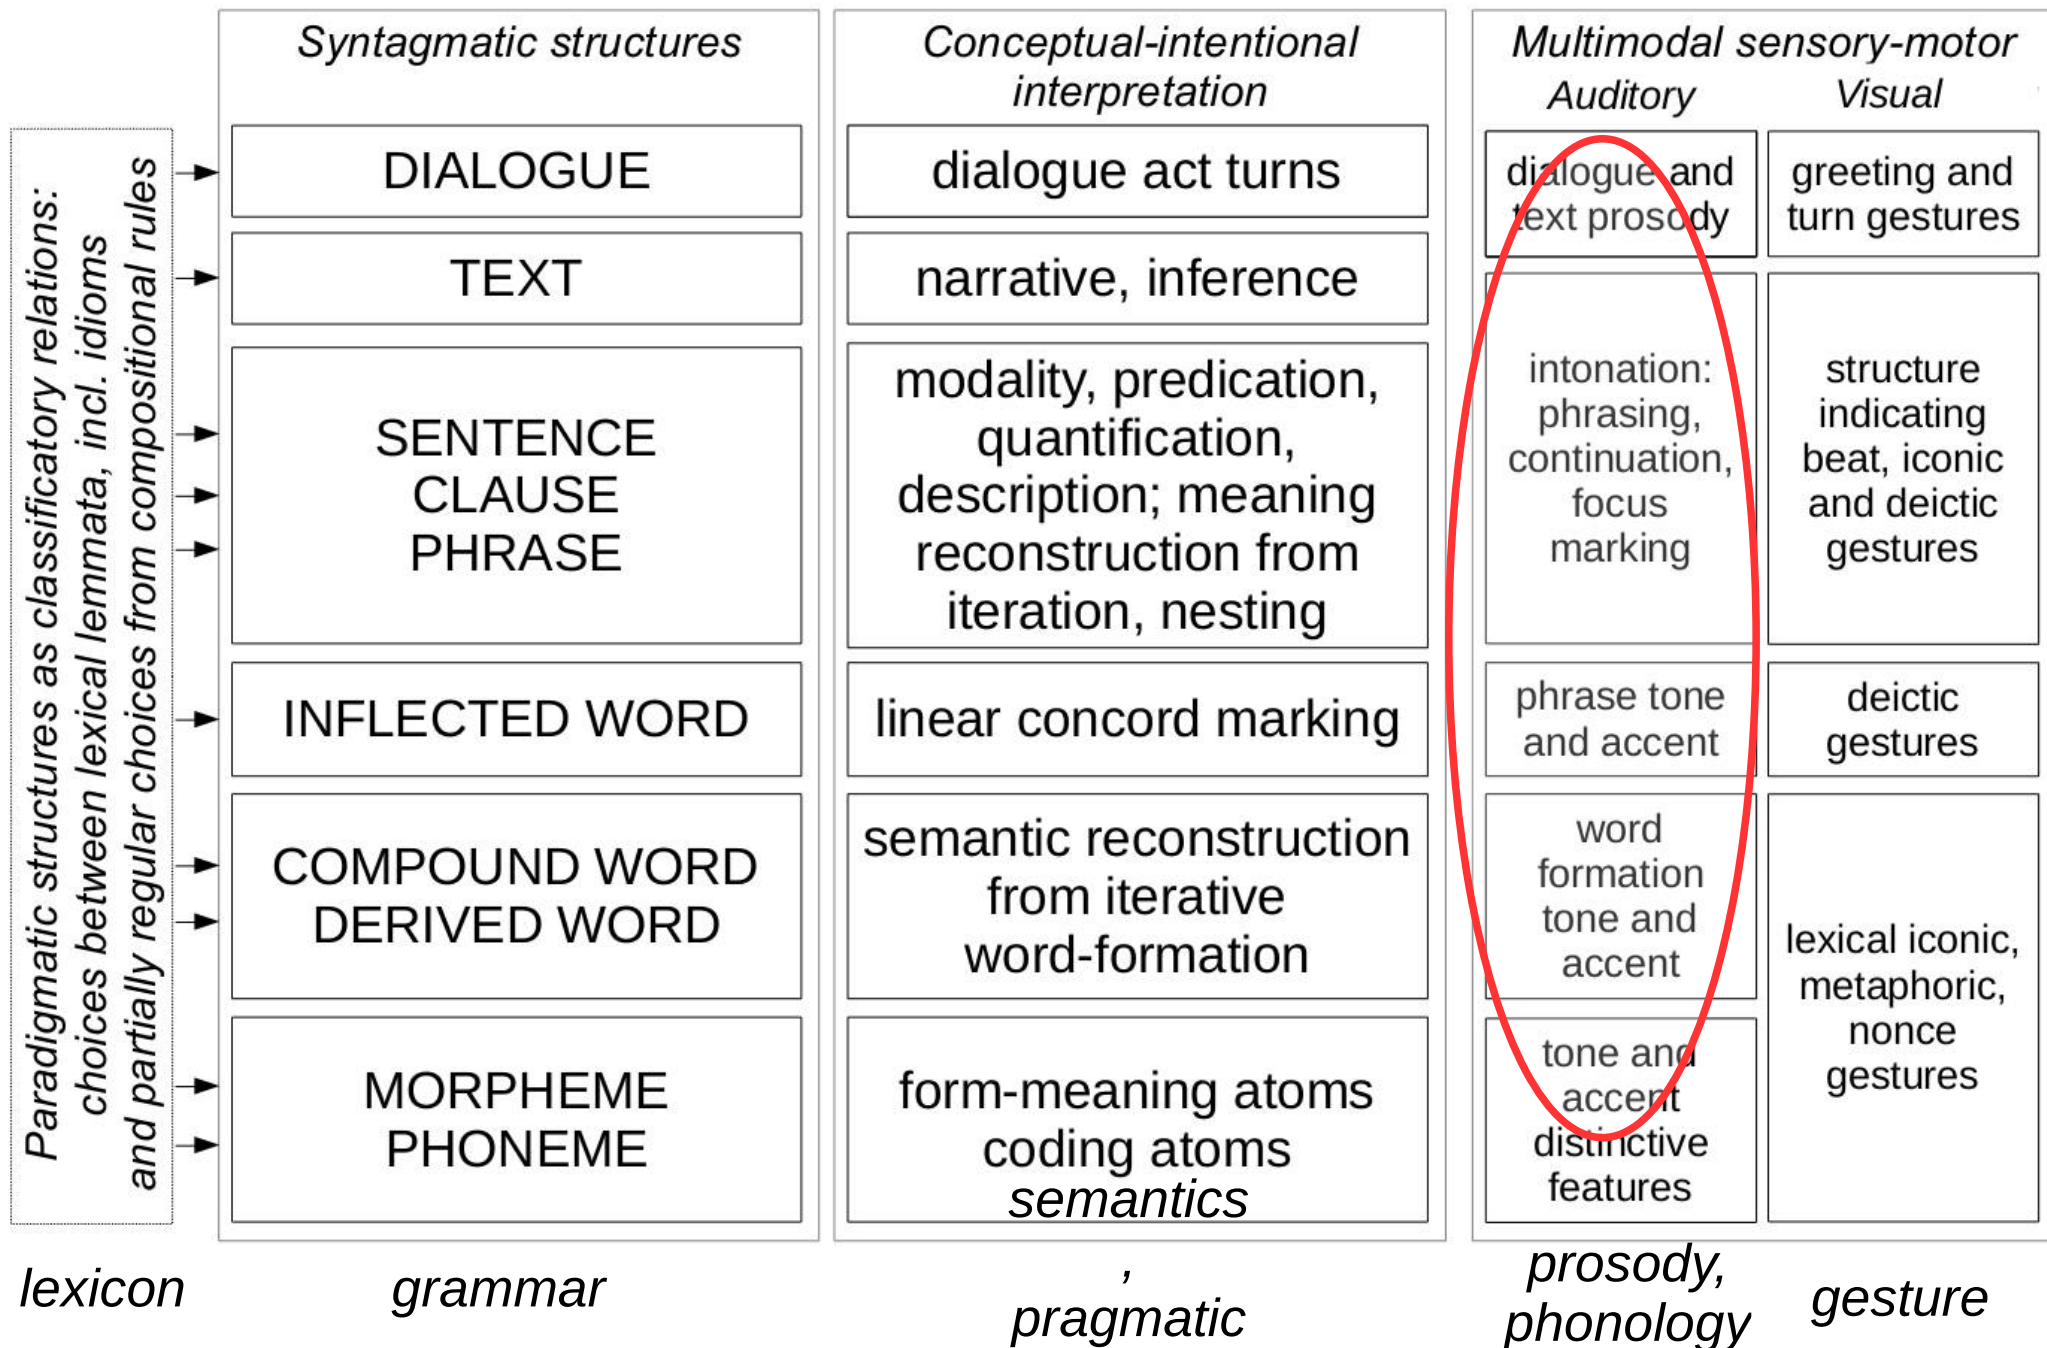 Syntagmatic structures
Conceptual-intentional
interpretation
Multimodal sensory-motor
Auditory
Visual
Paradigmatic structures as classificatory relations:
choices between lexical lemmata, incl. idioms
and partially regular choices from compositional rules
DIALOGUE
dialogue act turns
dialogue and
text prosody
greeting and
turn gestures
TEXT
narrative, inference
SENTENCE
CLAUSE
PHRASE
modality, predication,
quantification,
description; meaning
reconstruction from
iteration, nesting
intonation:
phrasing,
continuation,
focus
marking
structure
indicating
beat, iconic
and deictic
gestures
INFLECTED WORD
linear concord marking
phrase tone
and accent
deictic
gestures
COMPOUND WORD
DERIVED WORD
semantic reconstruction
from iterative
word-formation
word
formation
tone and
accent
lexical iconic,
metaphoric,
nonce
gestures
MORPHEME
PHONEME
form-meaning atoms
coding atoms
tone and
accent
distinctive
features
lexicon
grammar
semantics
,
pragmatic
prosody,
phonology
gesture